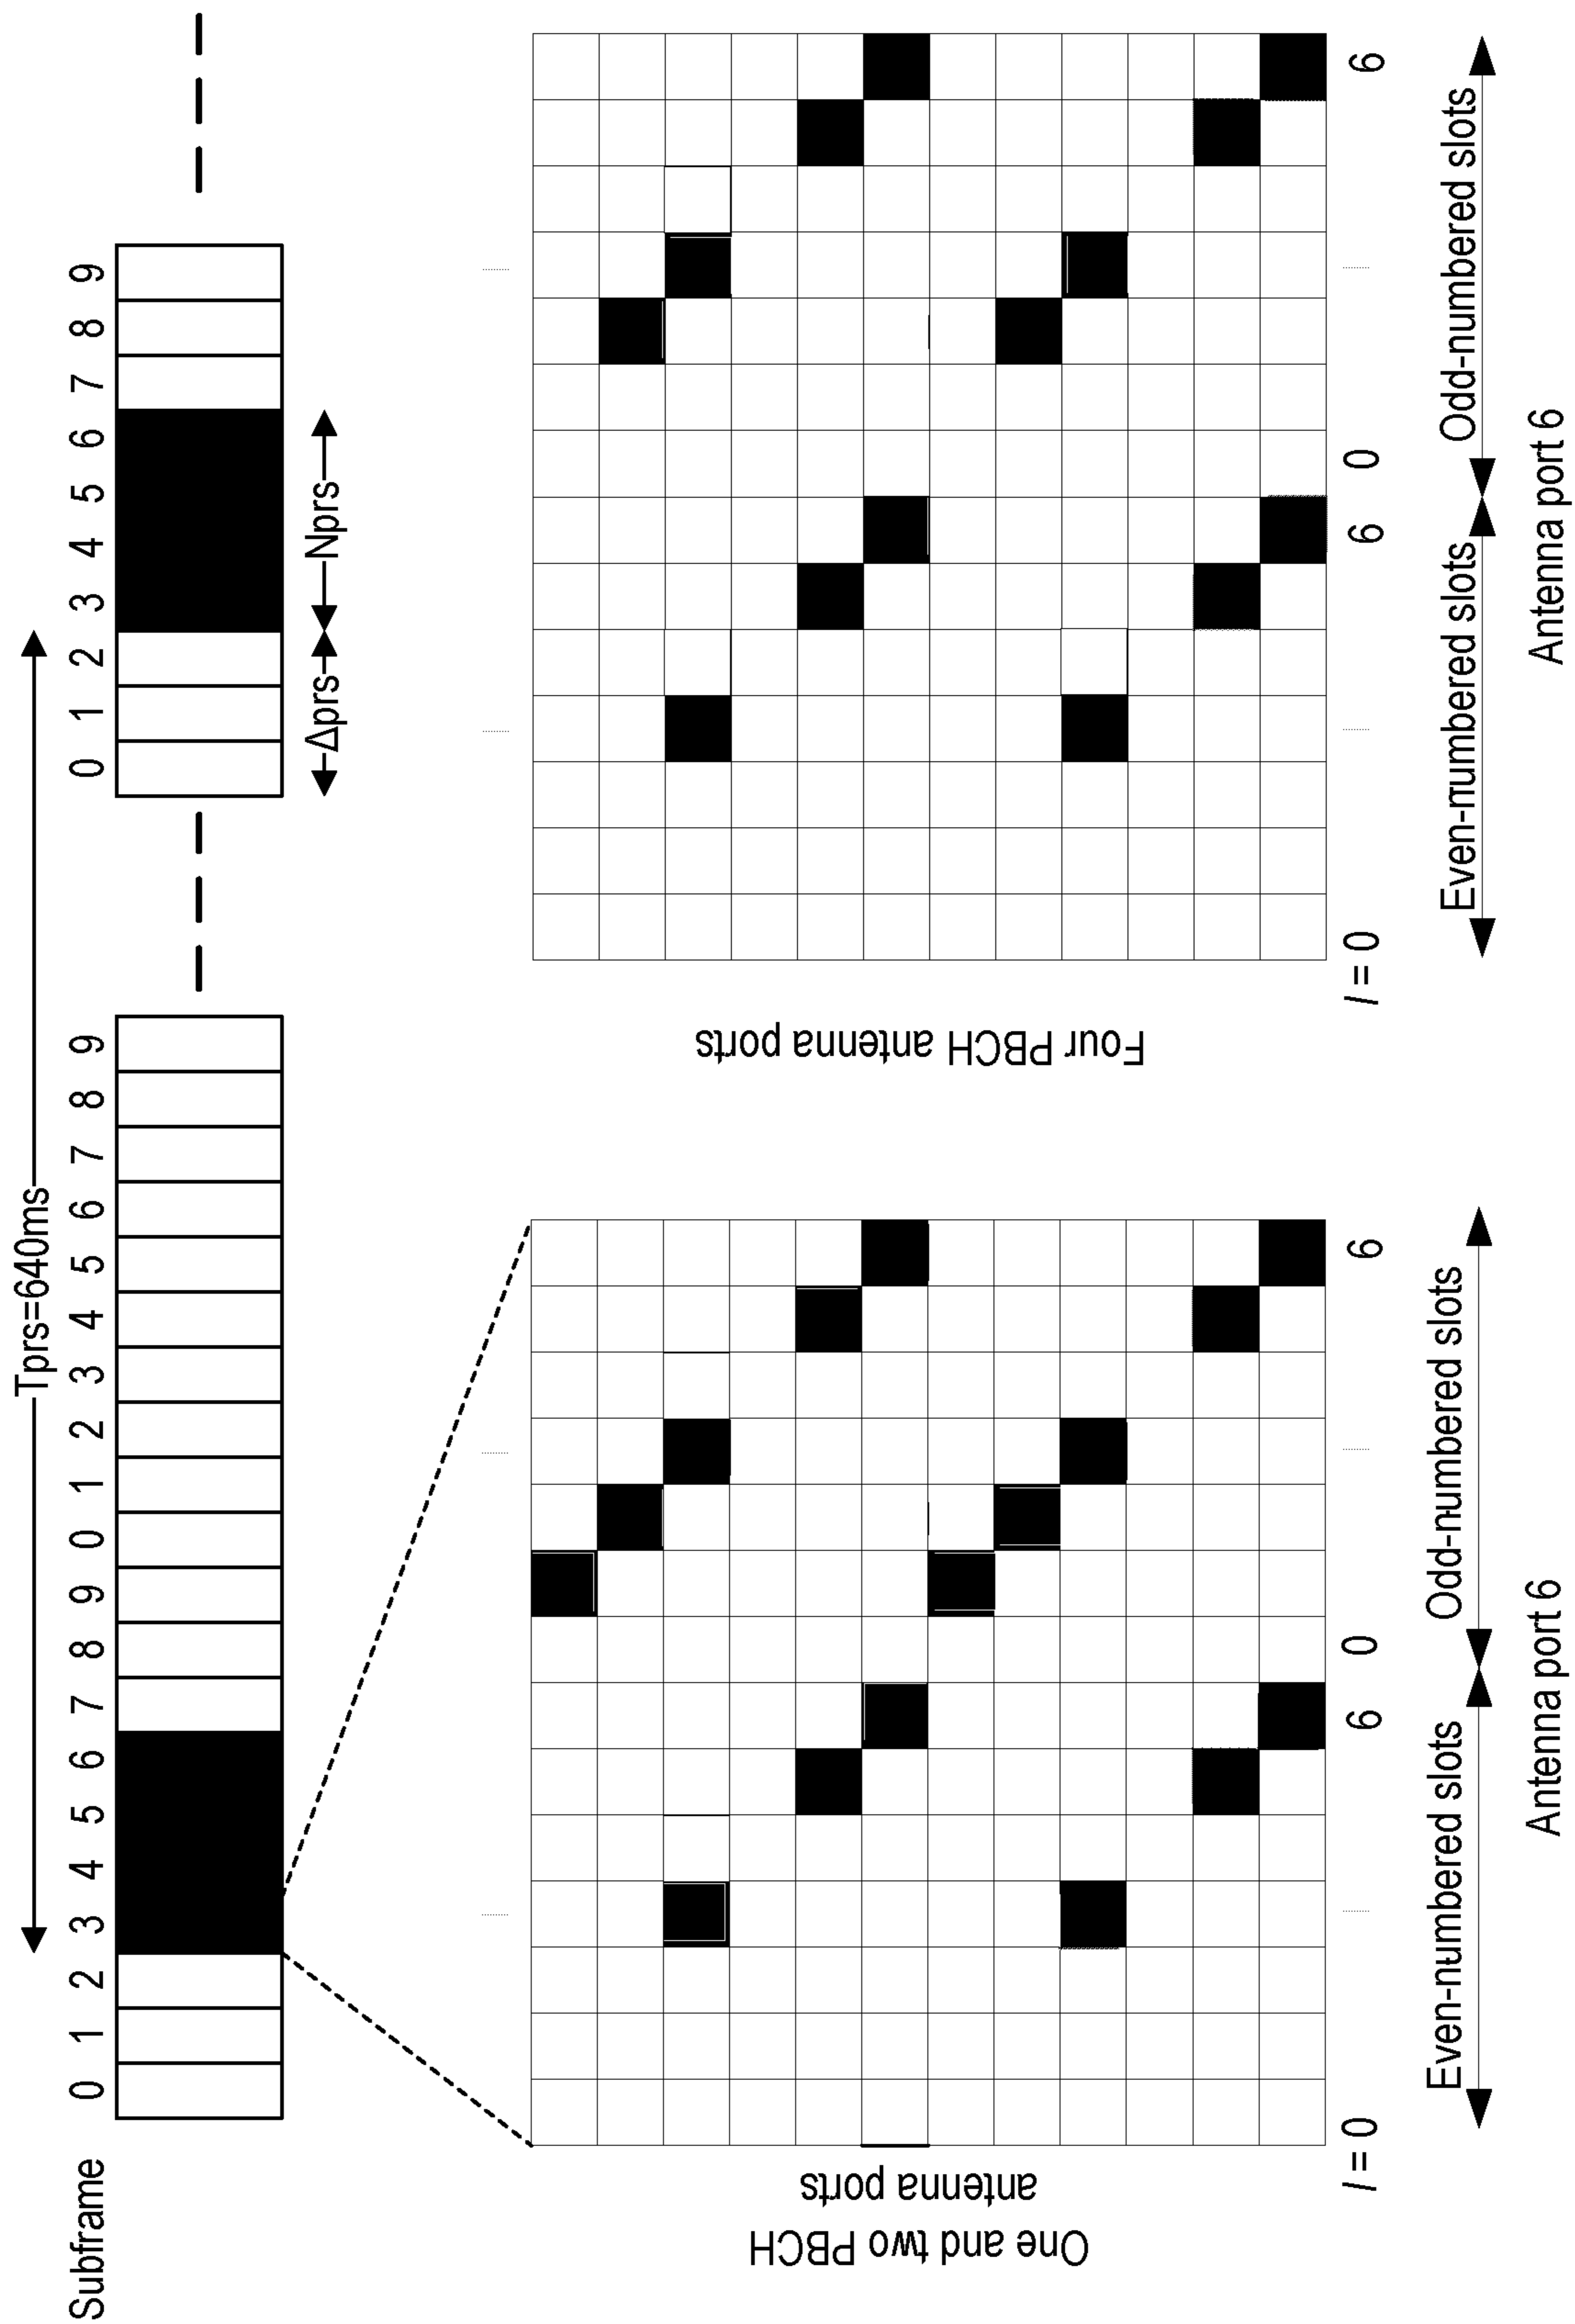 Tprs=640ms
Subframe 0 1 2 3 4 5 6 7 8 9 0 1 2 3 4 5 6 7 8 9 0 1 2 3 4 5 6 7 8 9
Δprs Nprs
One and two PBCH
antenna ports
l = 0 6 0 6
Even-numbered slots Odd-numbered slots
Antenna port 6
Four PBCH antenna ports
l = 0 6 0 6
Even-numbered slots Odd-numbered slots
Antenna port 6